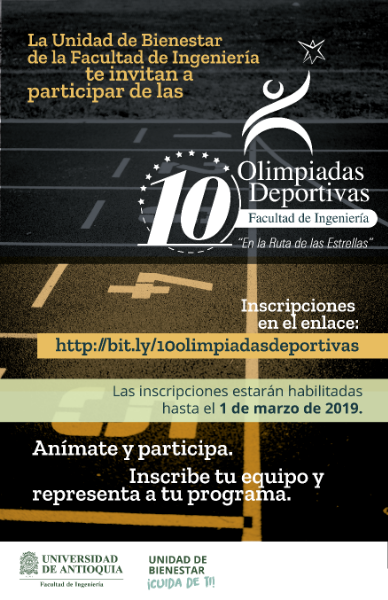 La Unidad de Bienestar
de la Facultad de Ingeniería
te invitan a
participar de las
10
Olimpiadas
Deportivas
Facultad de Ingeniería
"En la Ruta de las Estrellas"
Inscripciones
en el enlace:
http://bit.ly/10olimpiadasdeportivas
Las inscripciones estarán habilitadas
hasta el 1 de marzo de 2019.
Anímate y participa.
Inscribe tu equipo y
representa a tu programa.
UNIVERSIDAD
DE ANTIOQUIA
Facultad de Ingeniería
UNIDAD DE
BIENESTAR
¡CUIDA DE TI!